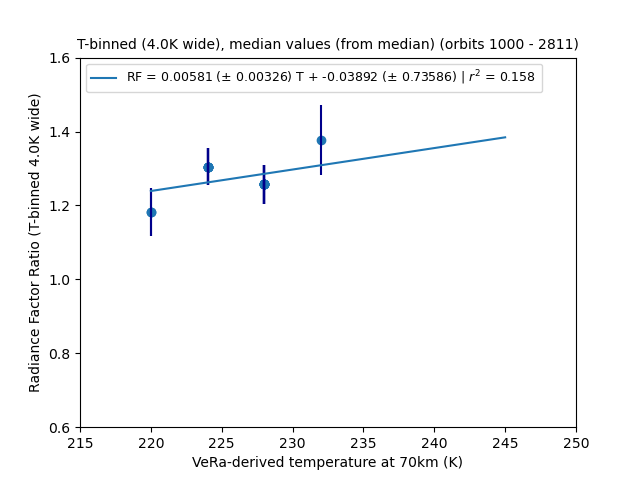 T-binned (4.0K wide), median values (from median) (orbits 1000 - 2811)
RF = 0.00581 (± 0.00326) T + -0.03892 (± 0.73586) | r² = 0.158
1.6
1.4
1.2
1.0
0.8
0.6
Radiance Factor Ratio (T-binned 4.0K wide)
215 220 225 230 235 240 245 250
VeRa-derived temperature at 70km (K)